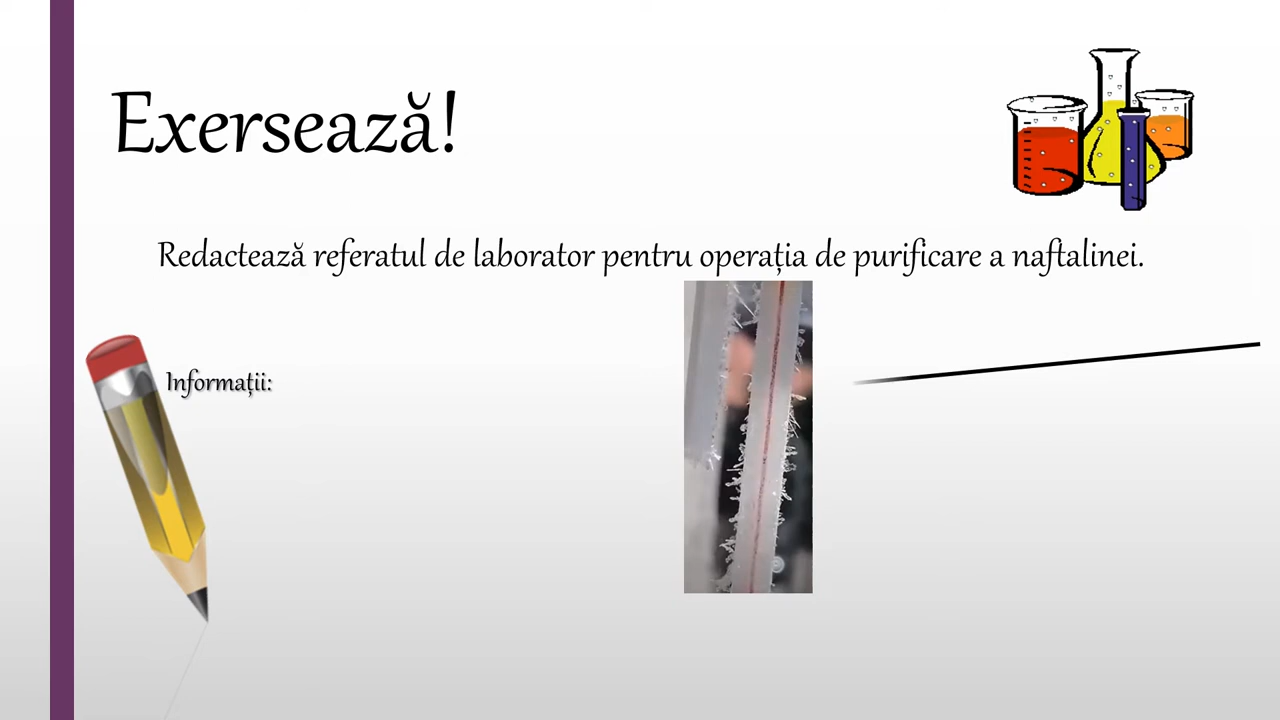 Exersează!
Redactează referatul de laborator pentru operația de purificare a naftalinei.
Informații: